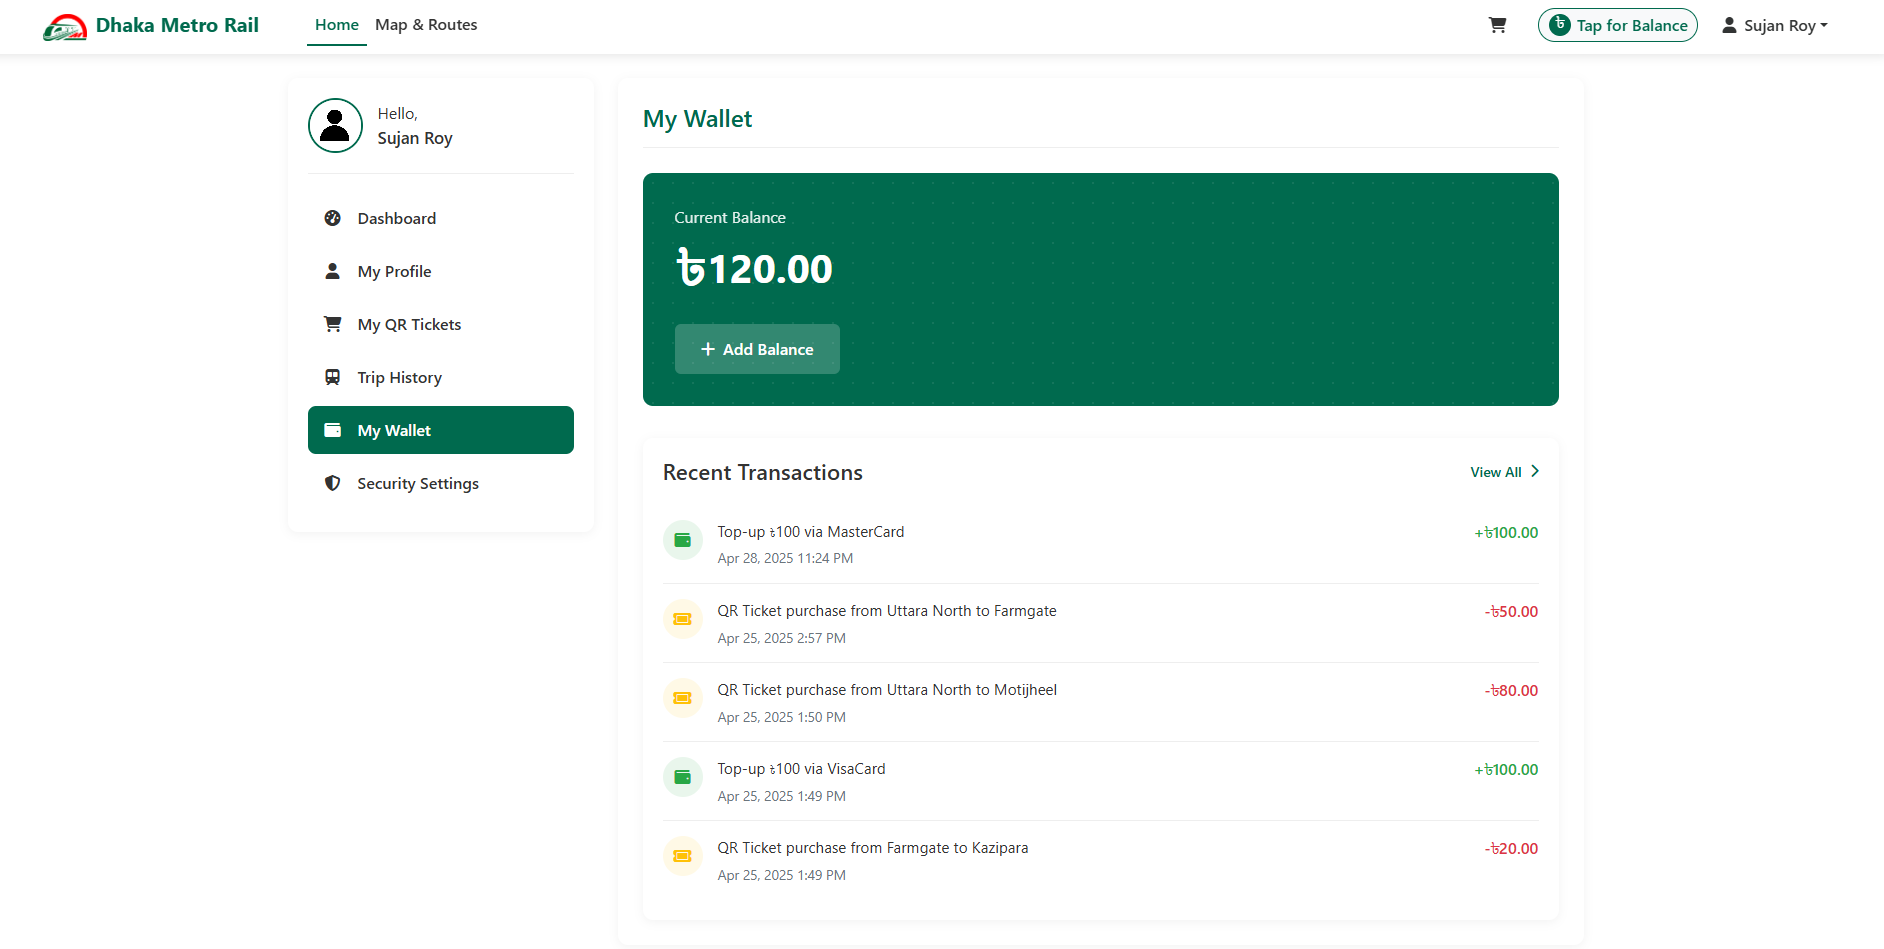 Dhaka Metro Rail
Home
Map & Routes
৳ Tap for Balance
Sujan Roy
Hello,
Sujan Roy
Dashboard
My Profile
My QR Tickets
Trip History
My Wallet
Security Settings
My Wallet
Current Balance
৳120.00
+ Add Balance
Recent Transactions
View All
Top-up ৳100 via MasterCard
+৳100.00
Apr 28, 2025 11:24 PM
QR Ticket purchase from Uttara North to Farmgate
-৳50.00
Apr 25, 2025 2:57 PM
QR Ticket purchase from Uttara North to Motijheel
-৳80.00
Apr 25, 2025 1:50 PM
Top-up ৳100 via VisaCard
+৳100.00
Apr 25, 2025 1:49 PM
QR Ticket purchase from Farmgate to Kazipara
-৳20.00
Apr 25, 2025 1:49 PM